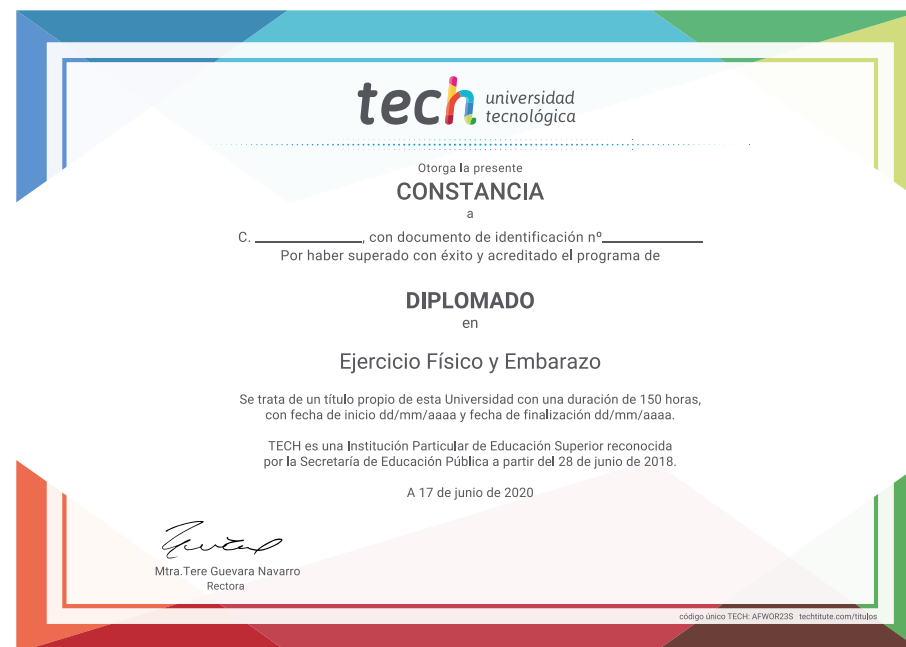 tech universidad
tecnológica
Otorga la presente
CONSTANCIA
a
C. ____________, con documento de identificación nº____________
Por haber superado con éxito y acreditado el programa de
DIPLOMADO
en
Ejercicio Físico y Embarazo
Se trata de un título propio de esta Universidad con una duración de 150 horas,
con fecha de inicio dd/mm/aaaa y fecha de finalización dd/mm/aaaa.
TECH es una Institución Particular de Educación Superior reconocida
por la Secretaría de Educación Pública a partir del 28 de junio de 2018.
A 17 de junio de 2020
Mtra.Tere Guevara Navarro
Rectora
código único TECH: AFWOR23S techtitute.com/titulos